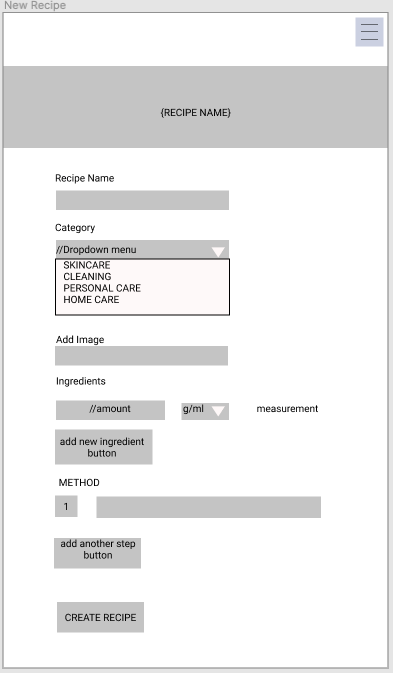 New Recipe
{RECIPE NAME}
Recipe Name
Category
//Dropdown menu
SKINCARE
CLEANING
PERSONAL CARE
HOME CARE
Add Image
Ingredients
//amount g/ml measurement
add new ingredient
button
METHOD
1
add another step
button
CREATE RECIPE